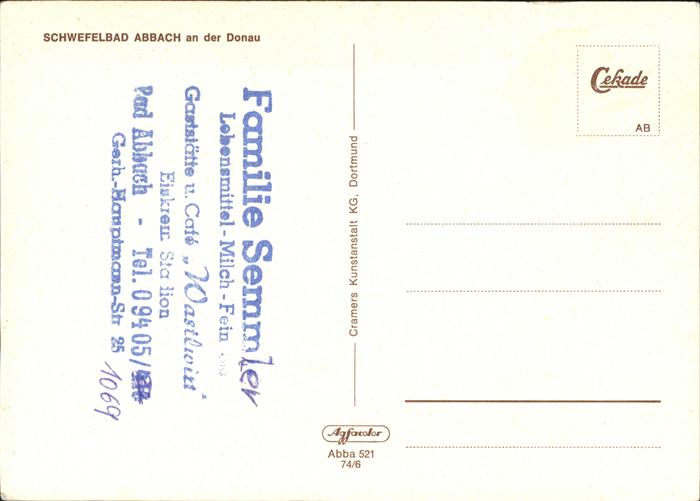 SCHWEFELBAD ABBACH an der Donau
Cekade
AB
Familie Semmler
Lebensmittel-Milch-Fein
Gaststätte u. Café „Wastlwirt"
Eiskrem Station
Bad Abbach - Tel. 09405/
1069
Gerh.-Hauptmann-Str 25
Cramers Kunstanstalt KG, Dortmund
Agfacolor
Abba 521
74/6